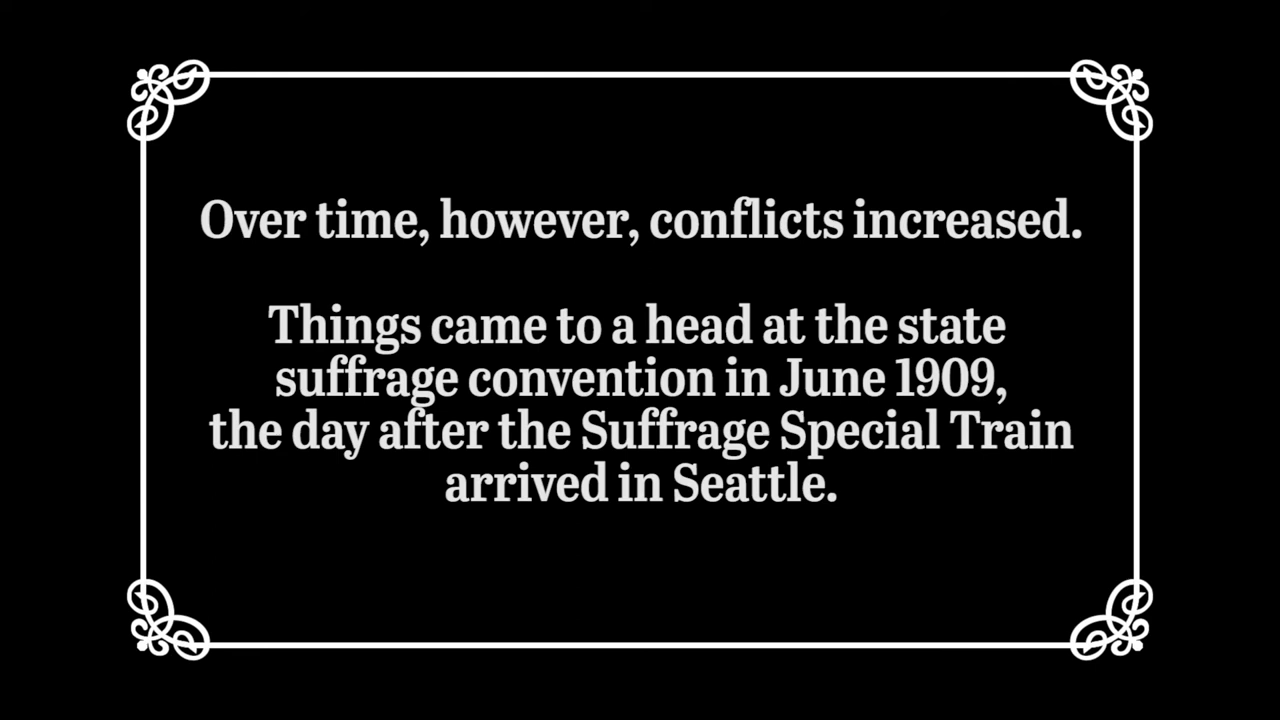 Over time, however, conflicts increased.
Things came to a head at the state
suffrage convention in June 1909,
the day after the Suffrage Special Train
arrived in Seattle.